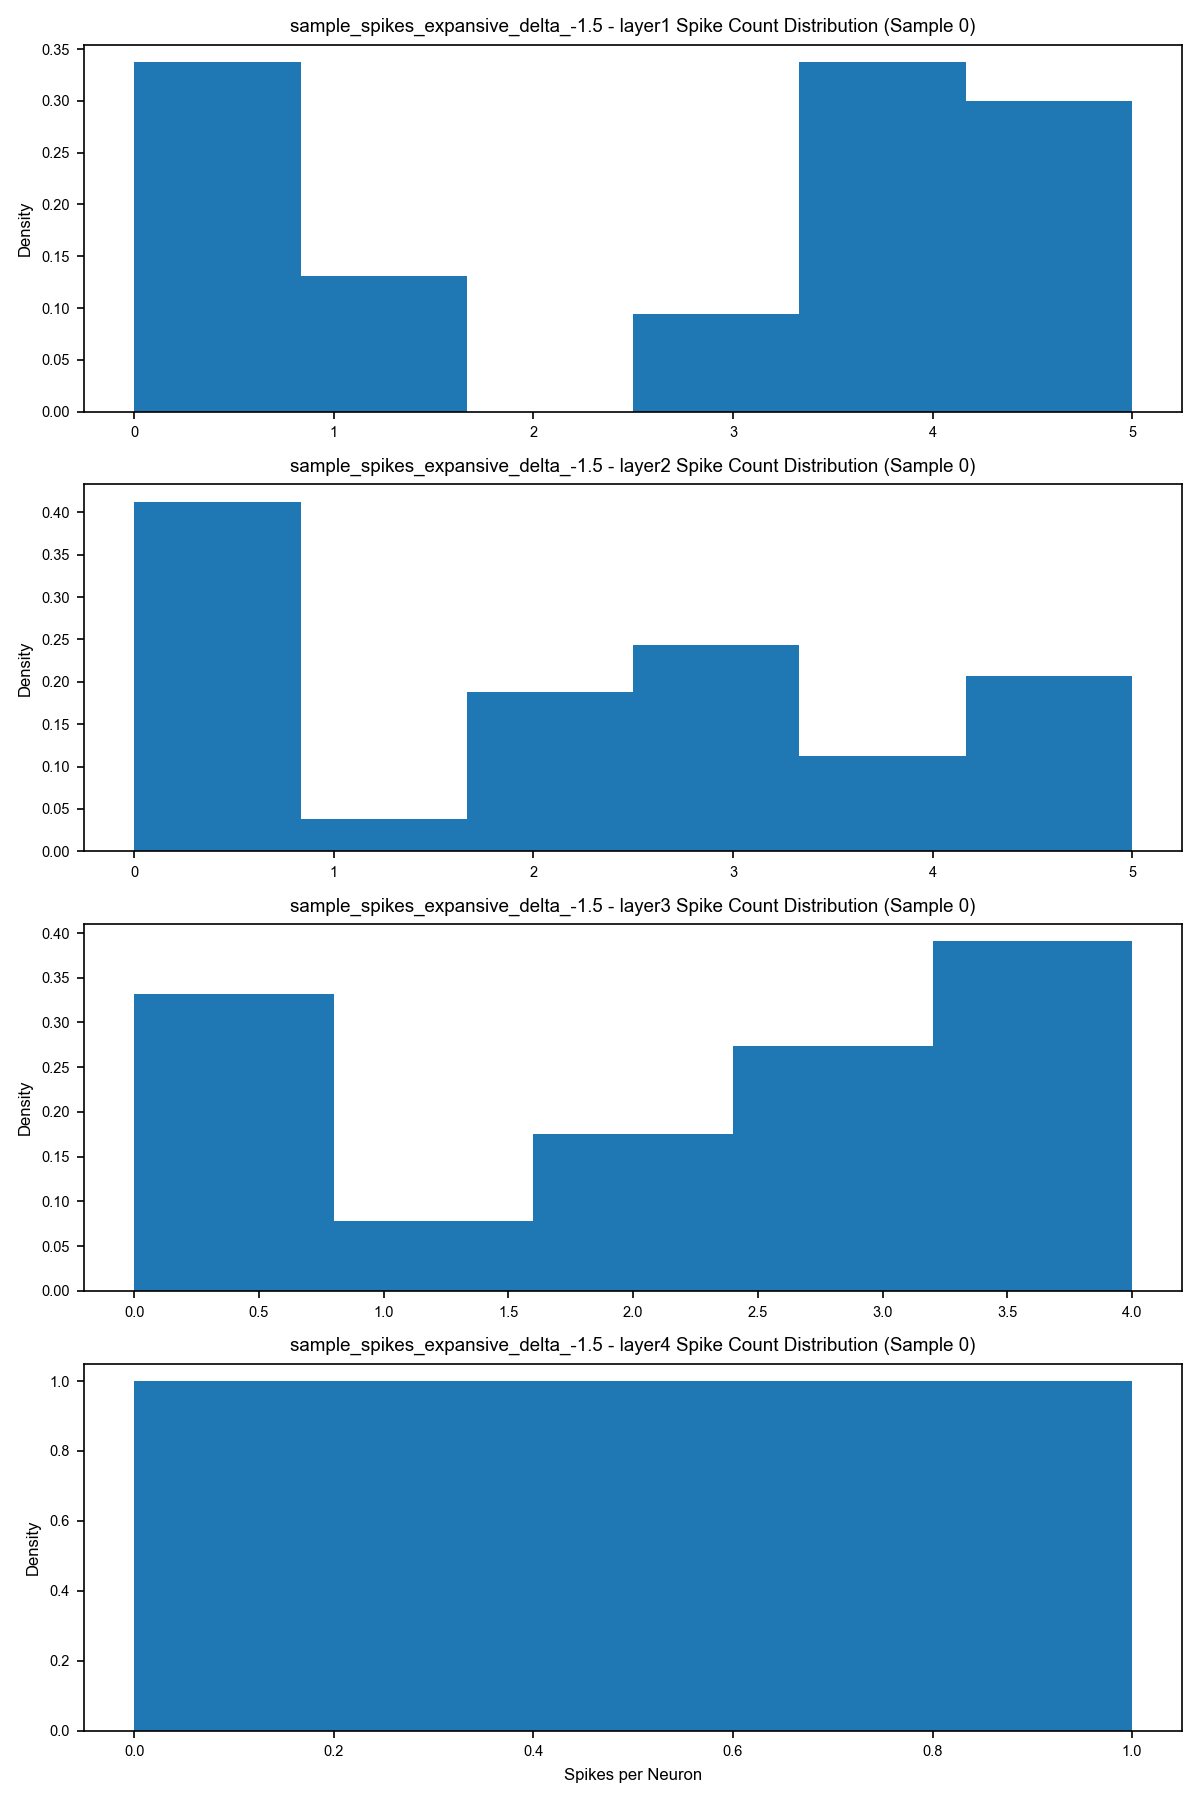 sample_spikes_expansive_delta_-1.5 - layer1 Spike Count Distribution (Sample 0)
0.35
0.30
0.25
0.20
0.15
0.10
0.05
0.00
Density
0 1 2 3 4 5
sample_spikes_expansive_delta_-1.5 - layer2 Spike Count Distribution (Sample 0)
0.40
0.35
0.30
0.25
0.20
0.15
0.10
0.05
0.00
Density
0 1 2 3 4 5
sample_spikes_expansive_delta_-1.5 - layer3 Spike Count Distribution (Sample 0)
0.40
0.35
0.30
0.25
0.20
0.15
0.10
0.05
0.00
Density
0.0 0.5 1.0 1.5 2.0 2.5 3.0 3.5 4.0
sample_spikes_expansive_delta_-1.5 - layer4 Spike Count Distribution (Sample 0)
1.0
0.8
0.6
0.4
0.2
0.0
Density
0.0 0.2 0.4 0.6 0.8 1.0
Spikes per Neuron